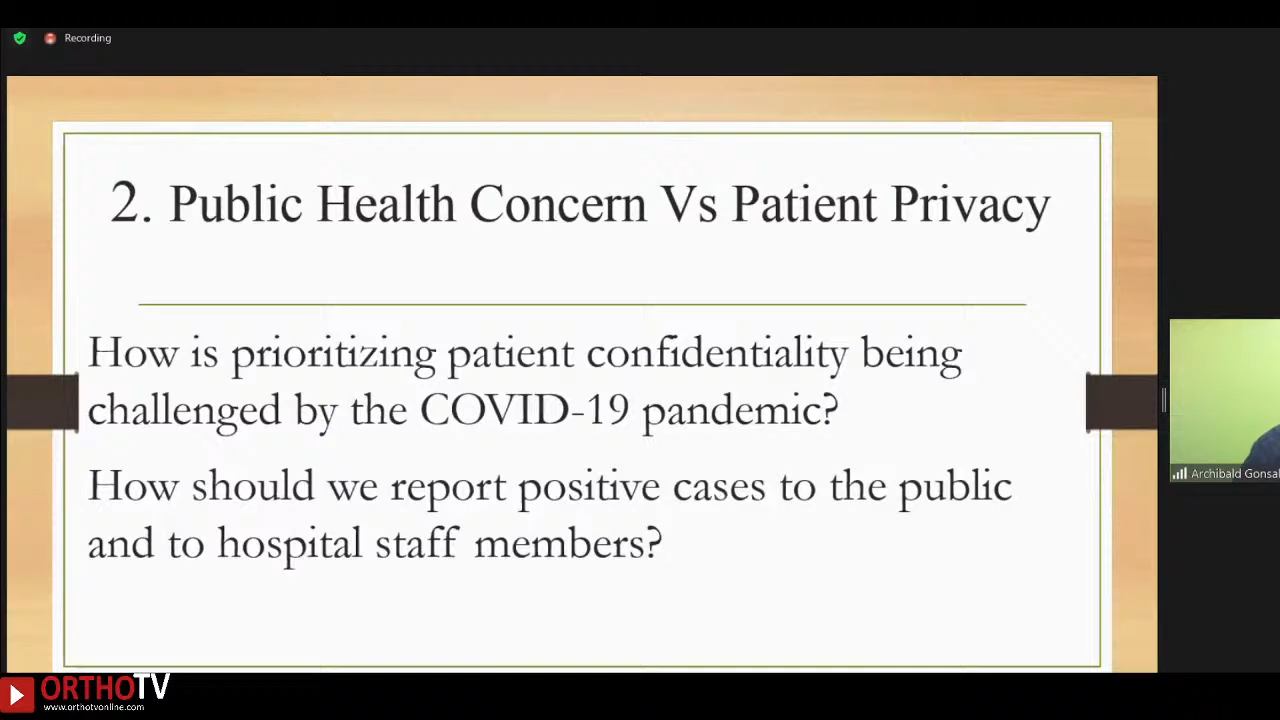 Recording
2. Public Health Concern Vs Patient Privacy
How is prioritizing patient confidentiality being
challenged by the COVID-19 pandemic?
How should we report positive cases to the public
and to hospital staff members?
Archibald Gonsal
ORTHOTV
www.orthotvonline.com